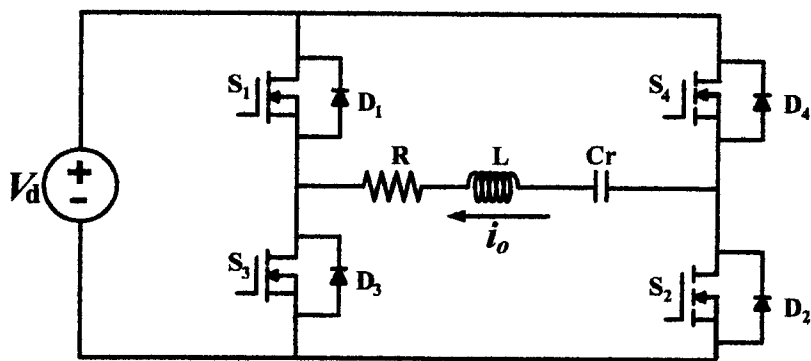 S1
D1
S4
D4
R
L
Cr
Vd
+
-
io
S3
D3
S2
D2